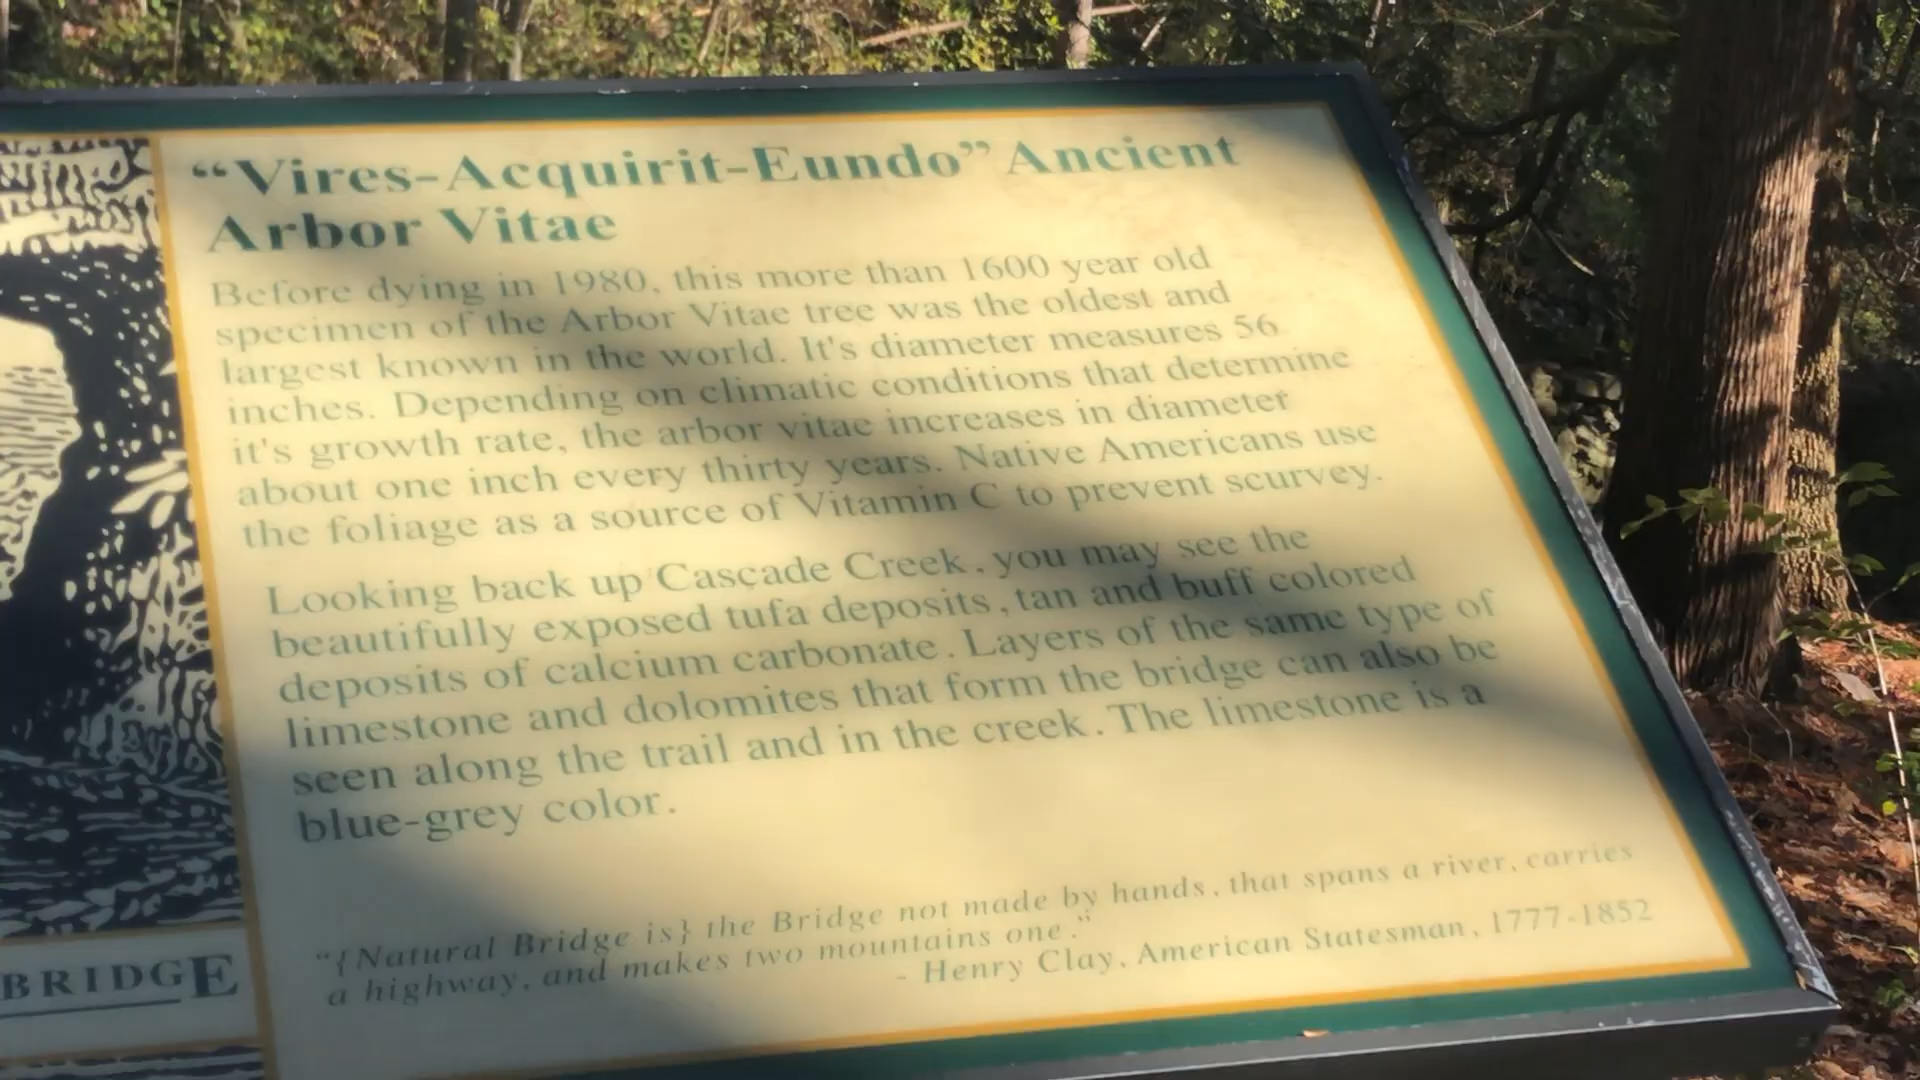 “Vires-Acquirit-Eundo” Ancient
Arbor Vitae
Before dying in 1980, this more than 1600 year old
specimen of the Arbor Vitae tree was the oldest and
largest known in the world. It's diameter measures 56
inches. Depending on climatic conditions that determine
it's growth rate, the arbor vitae increases in diameter
about one inch every thirty years. Native Americans use
the foliage as a source of Vitamin C to prevent scurvey.
Looking back up Cascade Creek, you may see the
beautifully exposed tufa deposits, tan and buff colored
deposits of calcium carbonate. Layers of the same type of
limestone and dolomites that form the bridge can also be
seen along the trail and in the creek. The limestone is a
blue-grey color.
“{Natural Bridge is} the Bridge not made by hands, that spans a river, carries
a highway, and makes two mountains one.”
- Henry Clay, American Statesman, 1777-1852
BRIDGE